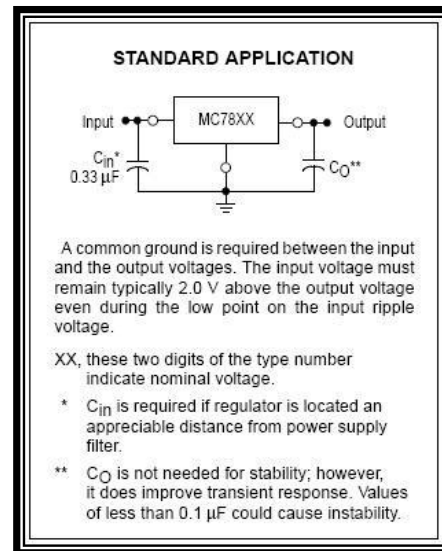 STANDARD APPLICATION
Input MC78XX Output
Cin*
0.33 µF
CO**
A common ground is required between the input
and the output voltages. The input voltage must
remain typically 2.0 V above the output voltage
even during the low point on the input ripple
voltage.
XX, these two digits of the type number
indicate nominal voltage.
* Cin is required if regulator is located an
appreciable distance from power supply
filter.
** CO is not needed for stability; however,
it does improve transient response. Values
of less than 0.1 µF could cause instability.